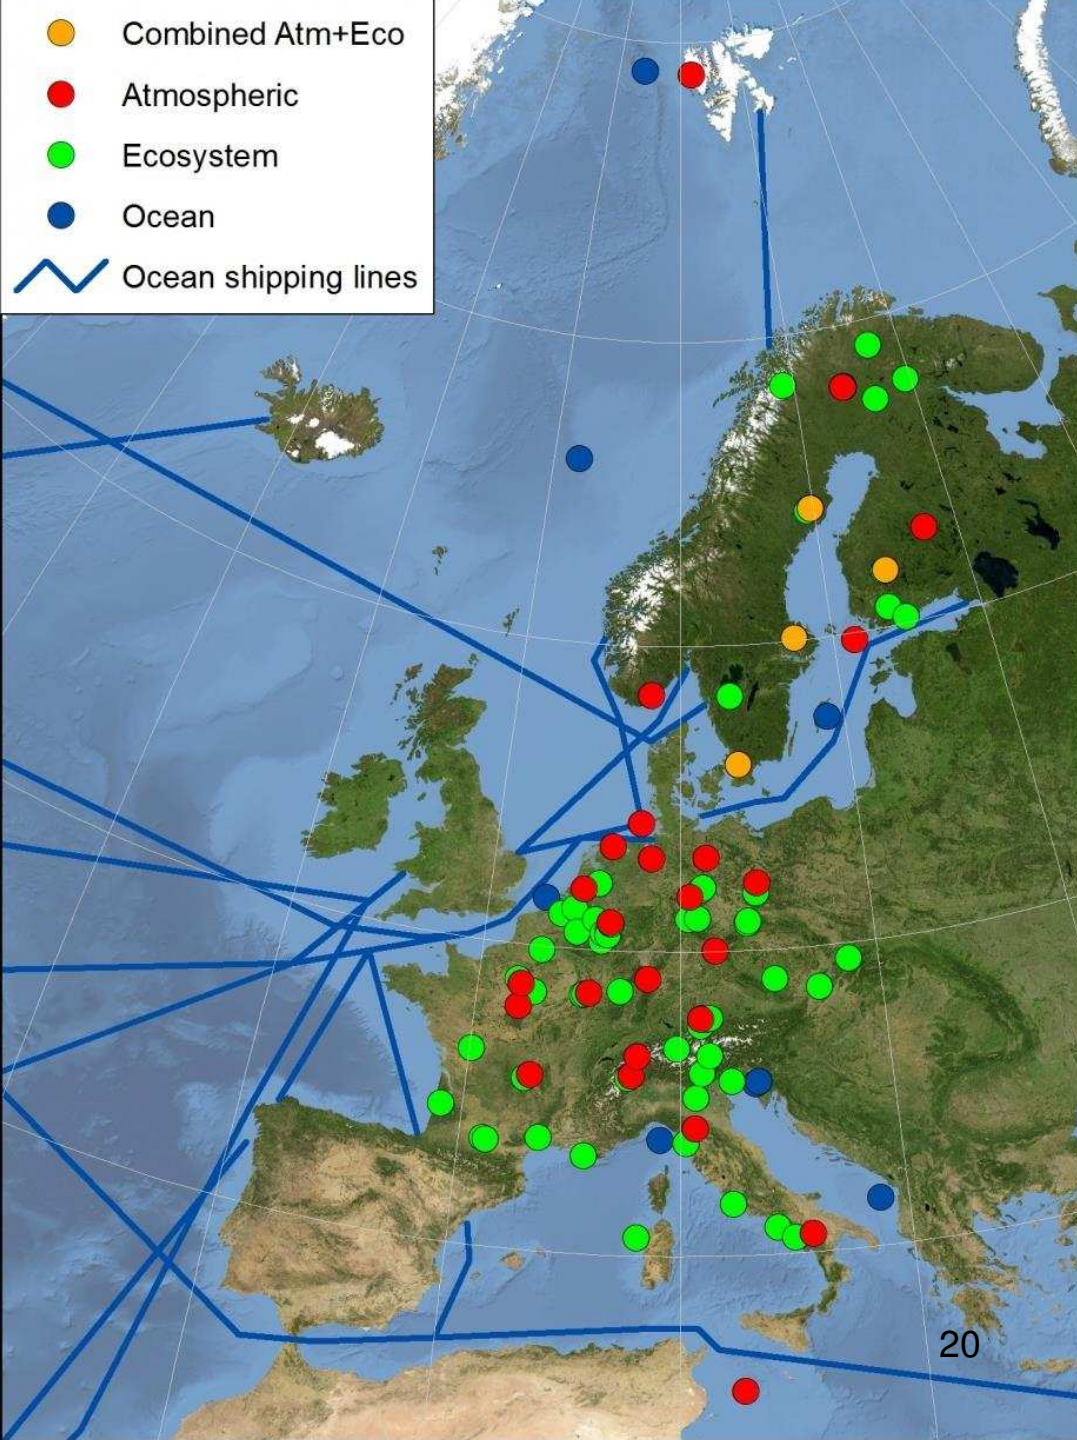 Combined Atm+Eco
Atmospheric
Ecosystem
Ocean
Ocean shipping lines
20